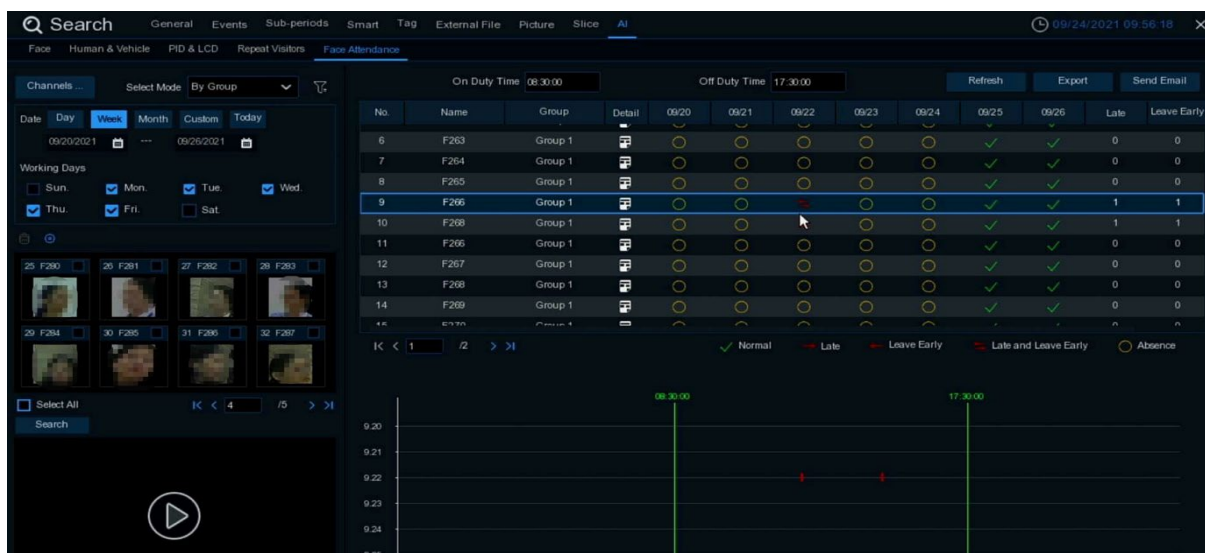 Search General Events Sub-periods Smart Tag External File Picture Slice AI 09/24/2021 09:56:18
Face Human & Vehicle PID & LCD Repeat Visitors Face Attendance
Channels ... Select Mode By Group
Date Day Week Month Custom Today
09/20/2021 --- 09/26/2021
Working Days
Sun. Mon. Tue. Wed.
Thu. Fri. Sat.
25 F280 26 F281 27 F282 28 F283
29 F284 30 F285 31 F286 32 F287
Select All 4 /5
Search
On Duty Time 08:30:00 Off Duty Time 17:30:00 Refresh Export Send Email
No. Name Group Detail 09/20 09/21 09/22 09/23 09/24 09/25 09/26 Late Leave Early
6 F263 Group 1 0 0
7 F264 Group 1 0 0
8 F265 Group 1 0 0
9 F266 Group 1 1 1
10 F268 Group 1 1 1
11 F266 Group 1 0 0
12 F267 Group 1 0 0
13 F268 Group 1 0 0
14 F269 Group 1 0 0
1 /2 Normal Late Leave Early Late and Leave Early Absence
08:30:00 17:30:00
9.20
9.21
9.22
9.23
9.24